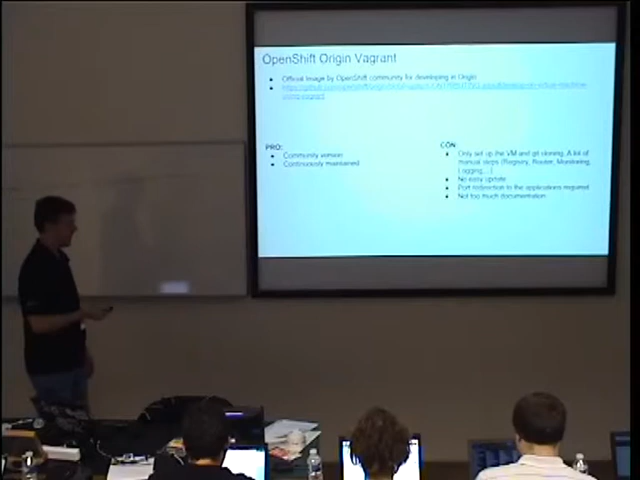 OpenShift Origin Vagrant
Official Image by OpenShift community for developing in Origin
PRO:
Community version
Continuously maintained
CON
Only set up the VM and git cloning. A lot of
manual steps (Registry, Router, Monitoring,
Logging,...)
No easy update
Port redirection to the applications required
Not too much documentation